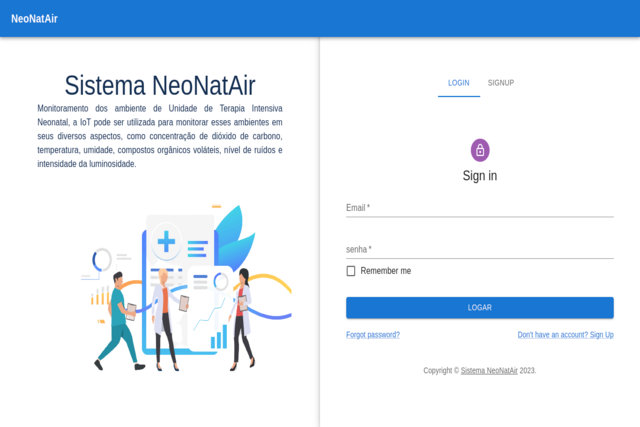 NeoNatAir
Sistema NeoNatAir
Monitoramento dos ambiente de Unidade de Terapia Intensiva
Neonatal, a IoT pode ser utilizada para monitorar esses ambientes em
seus diversos aspectos, como concentração de dióxido de carbono,
temperatura, umidade, compostos orgânicos voláteis, nível de ruídos e
intensidade da luminosidade.
LOGIN
SIGNUP
Sign in
Email *
senha *
Remember me
LOGAR
Forgot password?
Don't have an account? Sign Up
Copyright © Sistema NeoNatAir 2023.